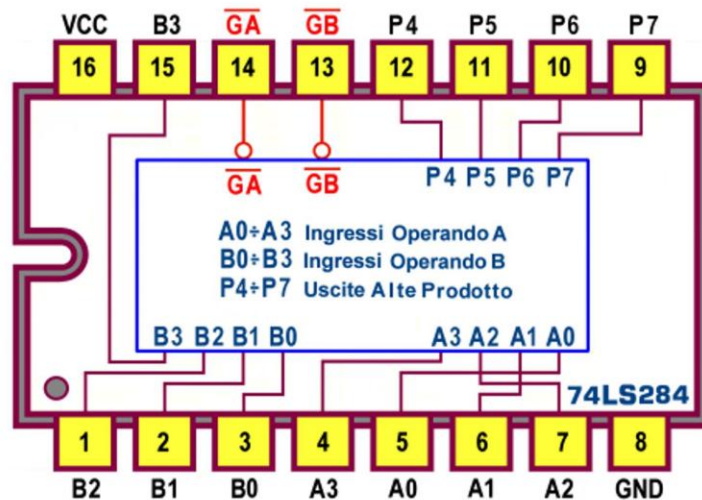 VCC B3 GA GB P4 P5 P6 P7
16 15 14 13 12 11 10 9
GA GB P4 P5 P6 P7
A0÷A3 Ingressi Operando A
B0÷B3 Ingressi Operando B
P4÷P7 Uscite Alte Prodotto
B3 B2 B1 B0 A3 A2 A1 A0
74LS284
1 2 3 4 5 6 7 8
B2 B1 B0 A3 A0 A1 A2 GND